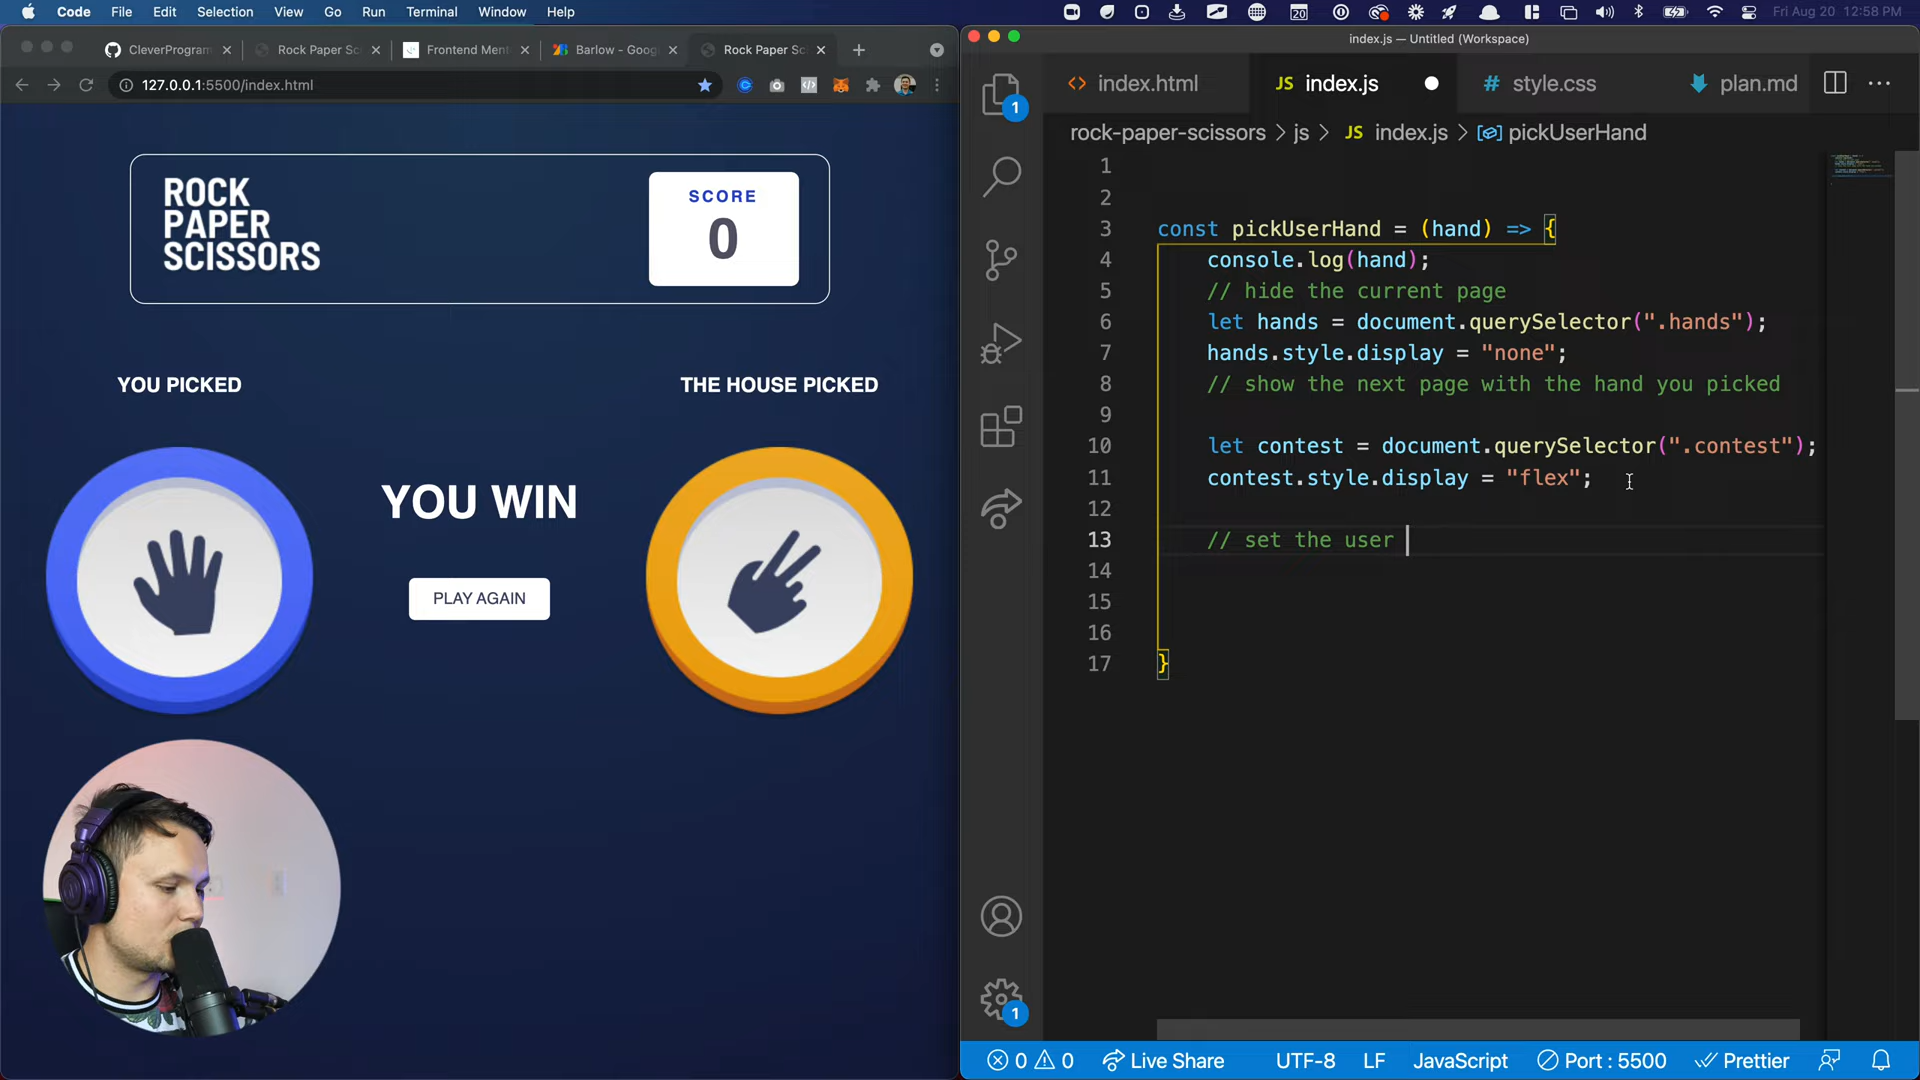 Code File Edit Selection View Go Run Terminal Window Help
20 Fri Aug 20 12:58 PM
CleverProgram
Rock Paper Sc
Frontend Ment
Barlow - Goog
Rock Paper Sc
127.0.0.1:5500/index.html
ROCK
PAPER
SCISSORS
SCORE
0
YOU PICKED
THE HOUSE PICKED
YOU WIN
PLAY AGAIN
index.js — Untitled (Workspace)
1
<> index.html
JS index.js
# style.css
plan.md
rock-paper-scissors > js > JS index.js > pickUserHand
1
2
3 const pickUserHand = (hand) => {
4 console.log(hand);
5 // hide the current page
6 let hands = document.querySelector(".hands");
7 hands.style.display = "none";
8 // show the next page with the hand you picked
9
10 let contest = document.querySelector(".contest");
11 contest.style.display = "flex";
12
13 // set the user
14
15
16
17 }
1
0 0 Live Share UTF-8 LF JavaScript Port : 5500 Prettier